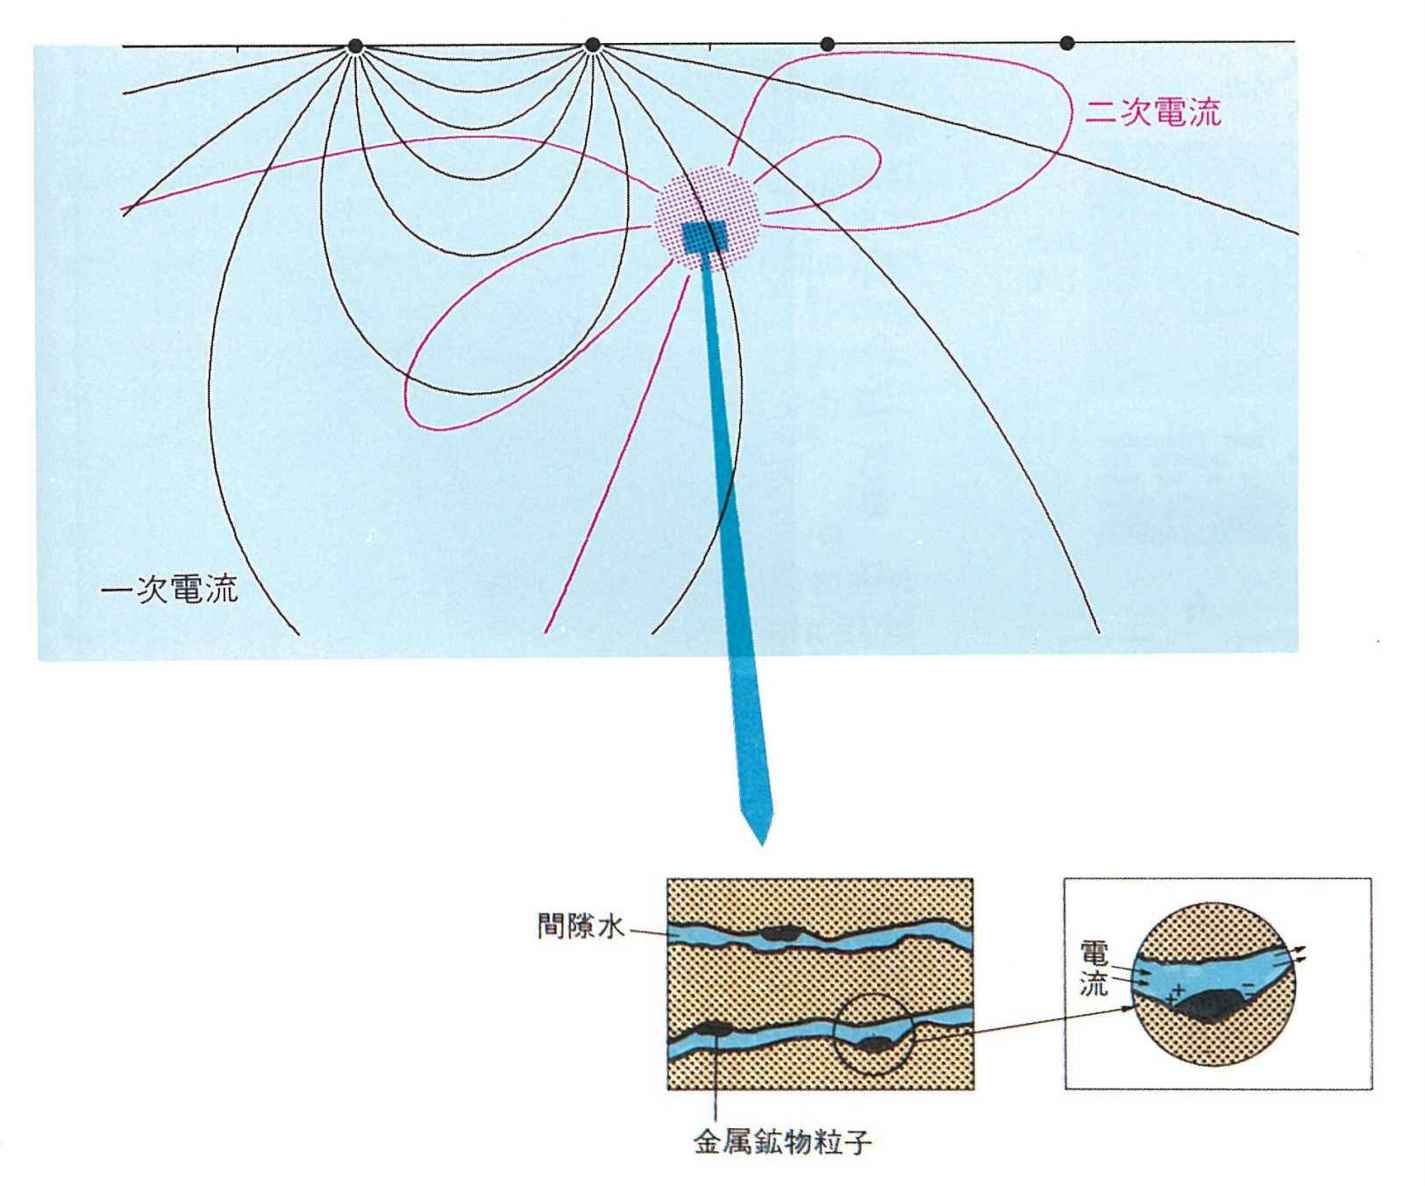 二次電流
一次電流
間隙水
電流
++
--
金属鉱物粒子